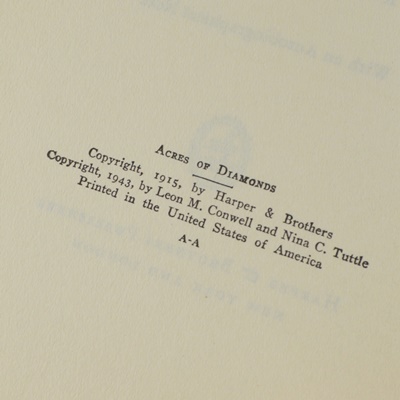 ACRES OF DIAMONDS
Copyright, 1915, by Harper & Brothers
Copyright, 1943, by Leon M. Conwell and Nina C. Tuttle
Printed in the United States of America
A-A